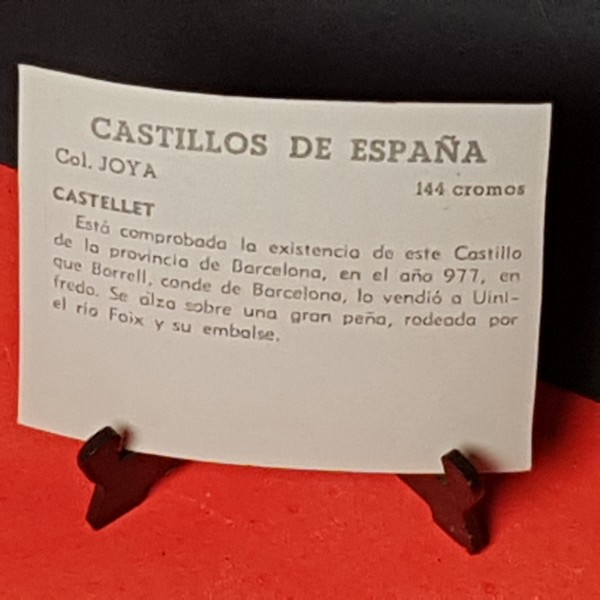 CASTILLOS DE ESPAÑA
Col. JOYA
144 cromos
CASTELLET
Está comprobada la existencia de este Castillo
de la provincia de Barcelona, en el año 977, en
que Borrell, conde de Barcelona, lo vendió a Uini-
fredo. Se alza sobre una gran peña, rodeada por
el río Foix y su embalse.